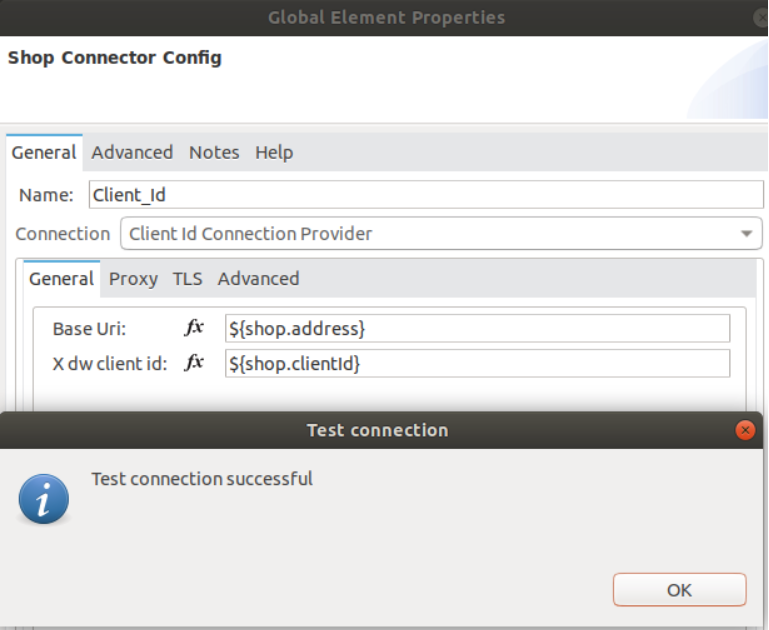 Global Element Properties
Shop Connector Config
General Advanced Notes Help
Name: Client_Id
Connection Client Id Connection Provider
General Proxy TLS Advanced
Base Uri: fx ${shop.address}
X dw client id: fx ${shop.clientId}
Test connection
Test connection successful
OK